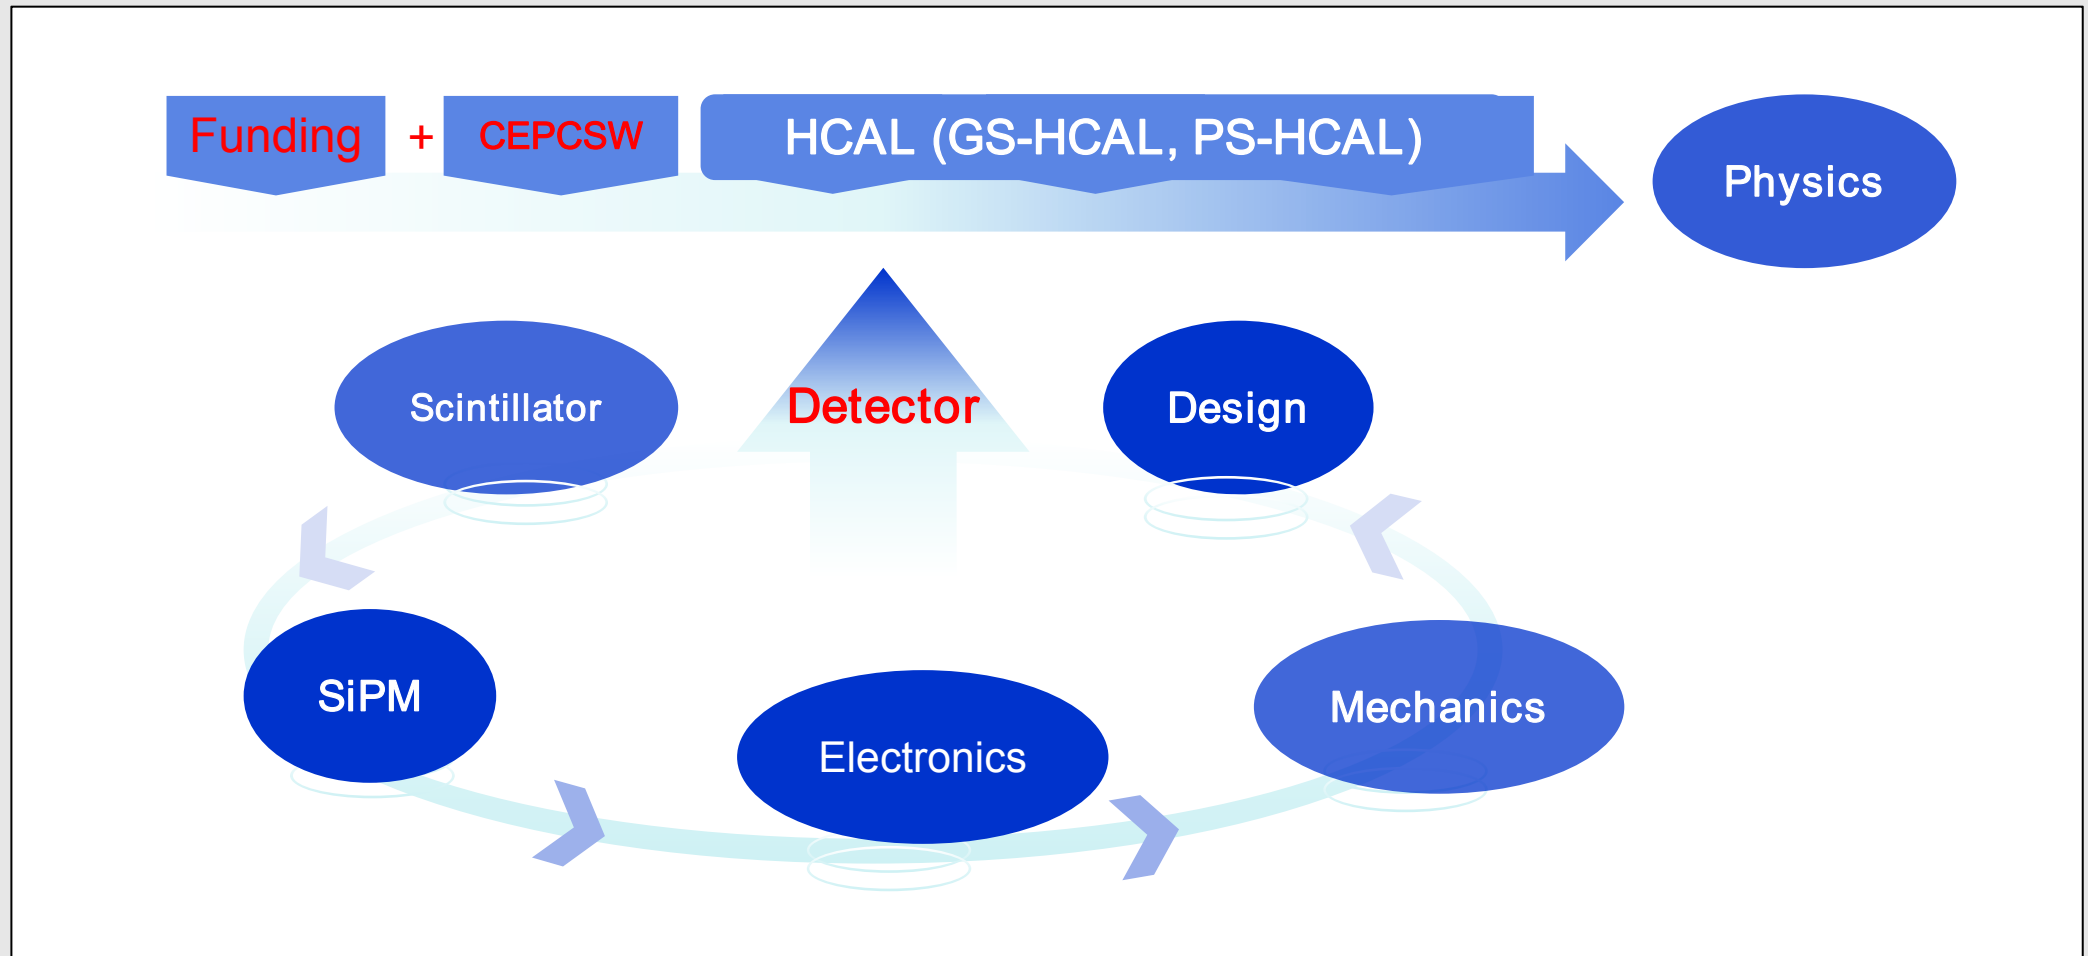 Funding + CEPCSW HCAL (GS-HCAL, PS-HCAL)
Physics
Scintillator
Detector
Design
SiPM
Electronics
Mechanics